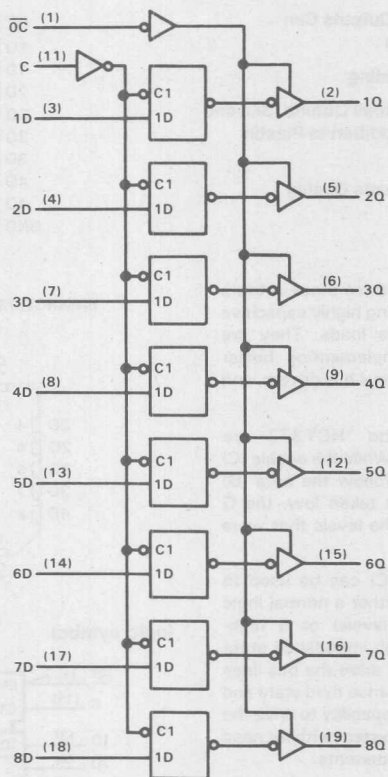 OC (1)
C (11)
C1
1D (3) 1D (2) 1Q
C1
2D (4) 1D (5) 2Q
C1
3D (7) 1D (6) 3Q
C1
4D (8) 1D (9) 4Q
C1
5D (13) 1D (12) 5Q
C1
6D (14) 1D (15) 6Q
C1
7D (17) 1D (16) 7Q
C1
8D (18) 1D (19) 8Q